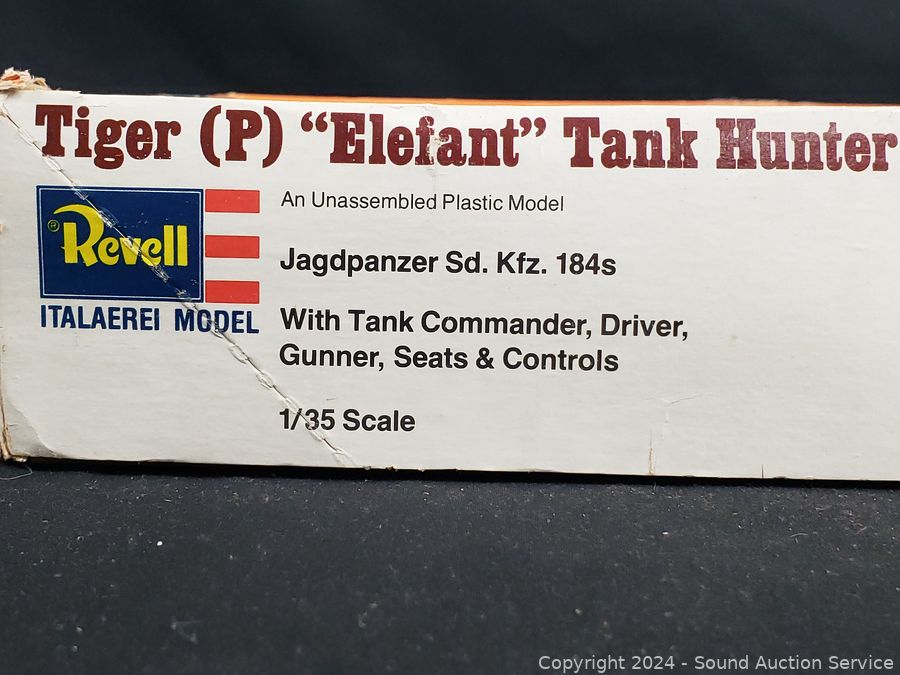 Tiger (P) “Elefant” Tank Hunter
An Unassembled Plastic Model
® Revell
Jagdpanzer Sd. Kfz. 184s
ITALAEREI MODEL
With Tank Commander, Driver,
Gunner, Seats & Controls
1/35 Scale
Copyright 2024 - Sound Auction Service